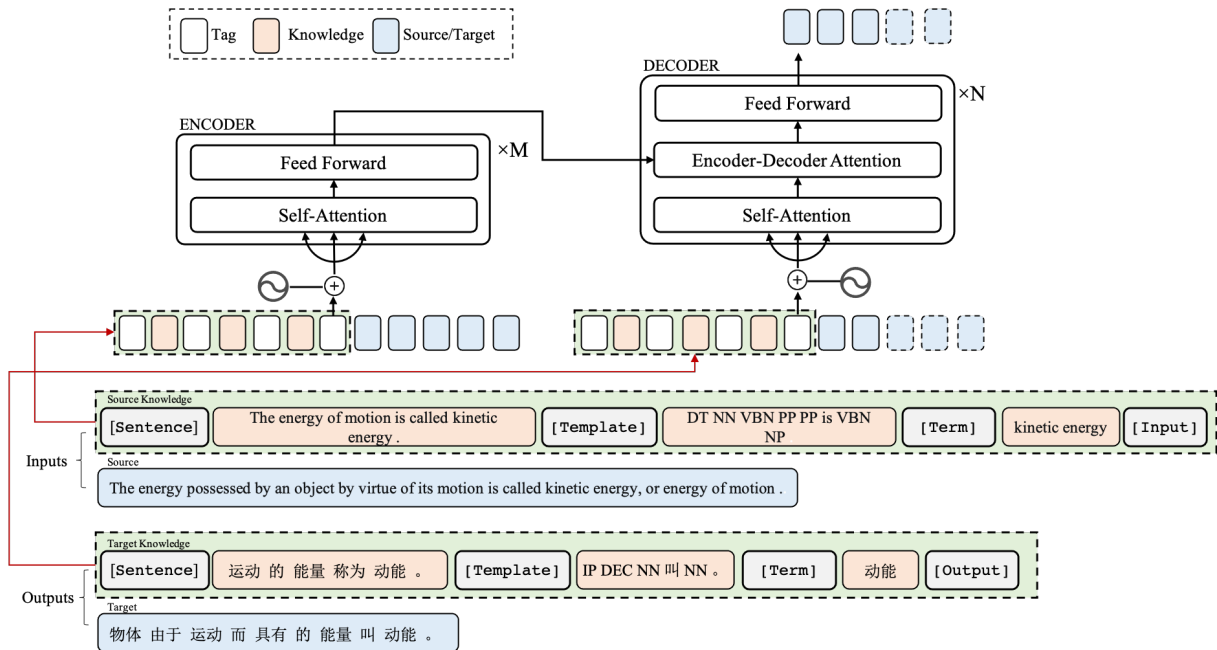 Tag Knowledge Source/Target
DECODER
Feed Forward
×N
ENCODER
×M
Feed Forward
Encoder-Decoder Attention
Self-Attention
Self-Attention
+
+
Source Knowledge
[Sentence] The energy of motion is called kinetic
energy .
[Template] DT NN VBN PP PP is VBN
NP
[Term] kinetic energy [Input]
Inputs
Source
The energy possessed by an object by virtue of its motion is called kinetic energy, or energy of motion .
Target Knowledge
[Sentence] 运动 的 能量 称为 动能 。 [Template] IP DEC NN 叫 NN 。 [Term] 动能 [Output]
Outputs
Target
物体 由于 运动 而 具有 的 能量 叫 动能 。